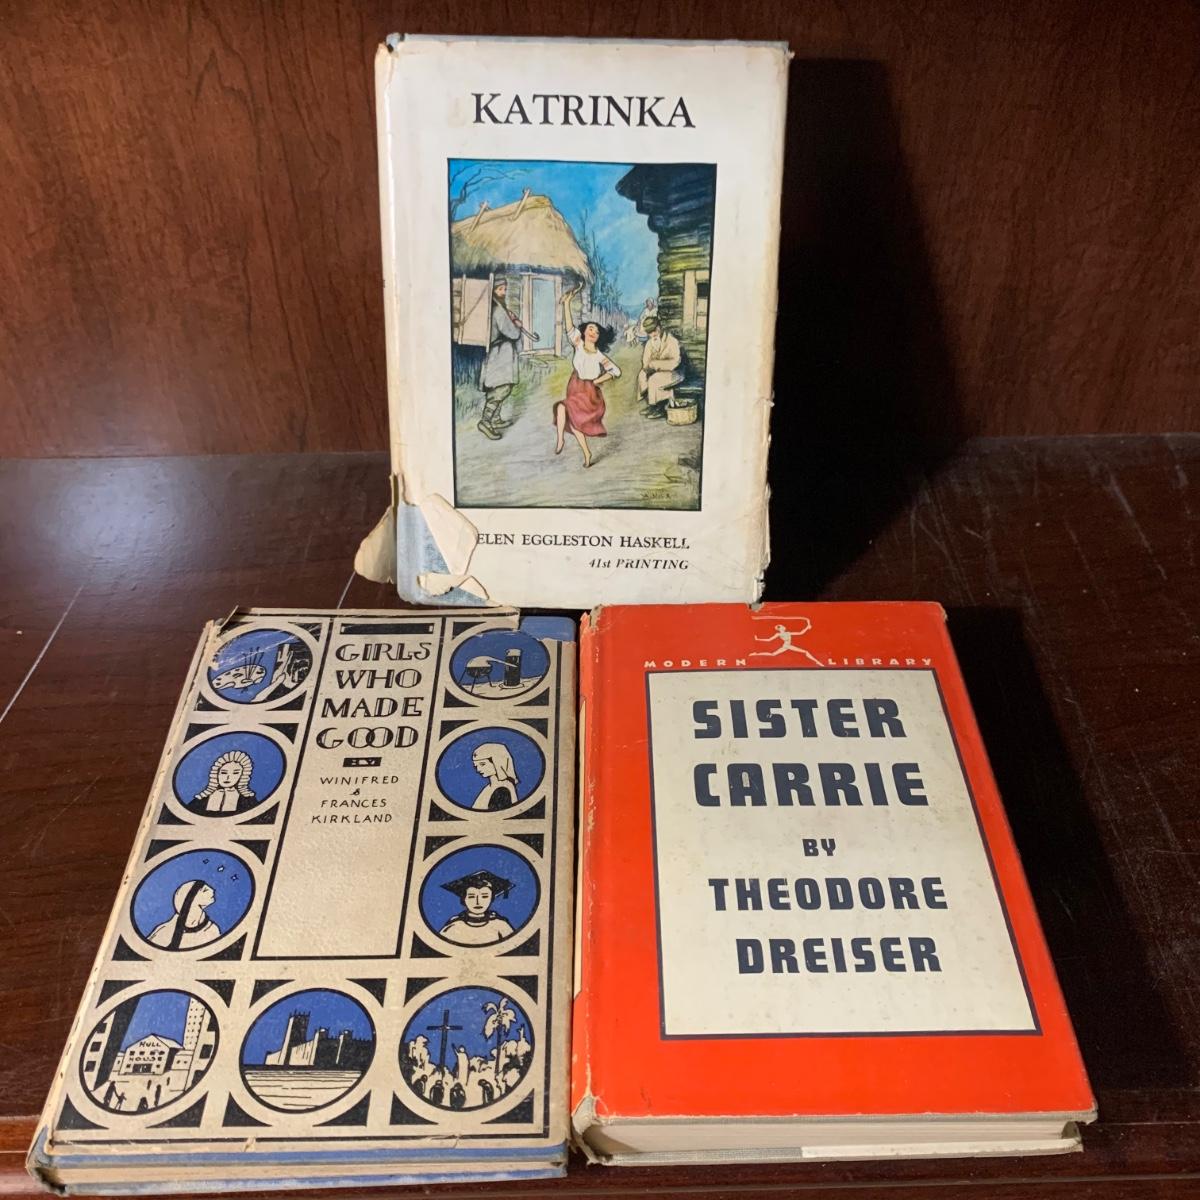 KATRINKA
ELEN EGGLESTON HASKELL
41st PRINTING
GIRLS
WHO
MADE
GOOD
BY
WINIFRED
&
FRANCES
KIRKLAND
HULL
HOUSE
MODERN LIBRARY
SISTER
CARRIE
BY
THEODORE
DREISER